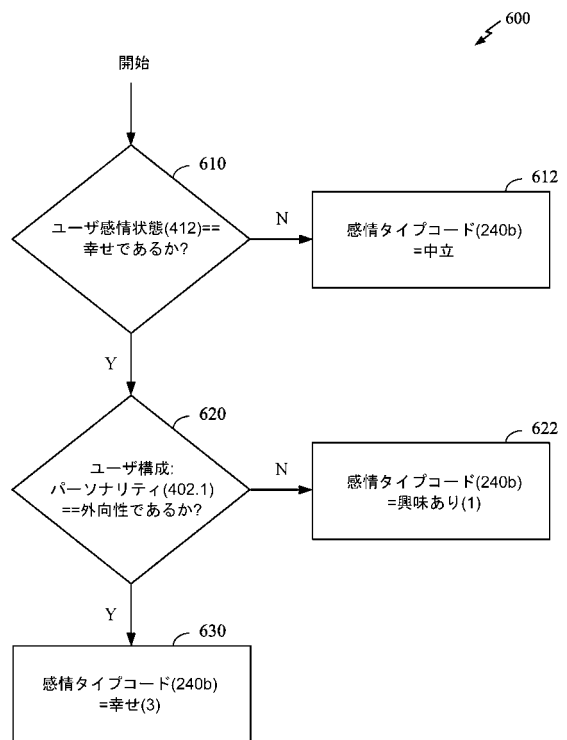 600
開始
610
ユーザ感情状態(412)==
幸せであるか?
N
612
感情タイプコード(240b)
=中立
Y
620
ユーザ構成:
パーソナリティ(402.1)
==外向性であるか?
N
622
感情タイプコード(240b)
=興味あり(1)
Y
630
感情タイプコード(240b)
=幸せ(3)